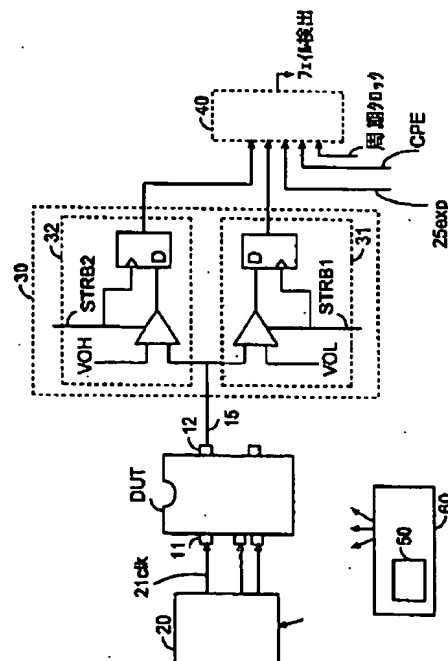 20
21clk
11
DUT
12
15
30
32
STRB2
VOH
D
D
VOL
STRB1
31
40
フェイル検出
周期クロック
CPE
25exp
50
60